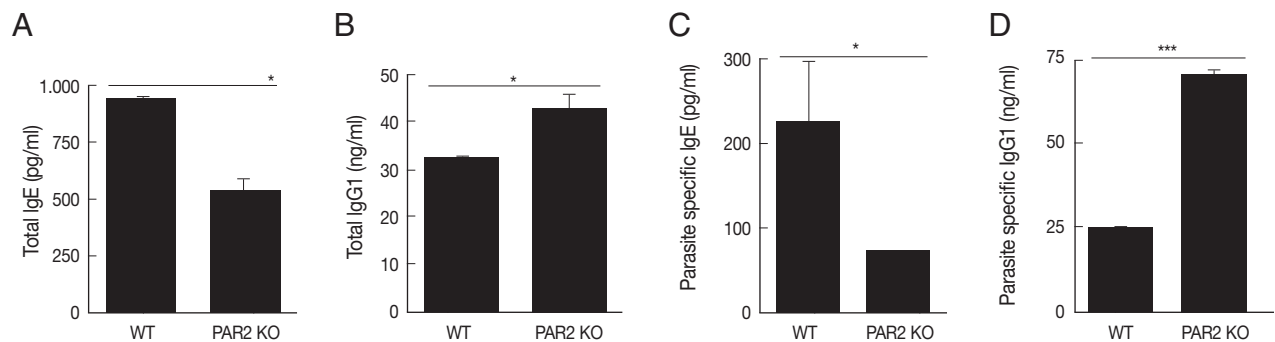 A
B
C
D
Total IgE (pg/ml)
1.000
750
500
250
0
*
WT
PAR2 KO
Total IgG1 (ng/ml)
50
40
30
20
10
0
*
WT
PAR2 KO
Parasite specific IgE (pg/ml)
300
200
100
0
*
WT
PAR2 KO
Parasite specific IgG1 (ng/ml)
75
50
25
0
***
WT
PAR2 KO